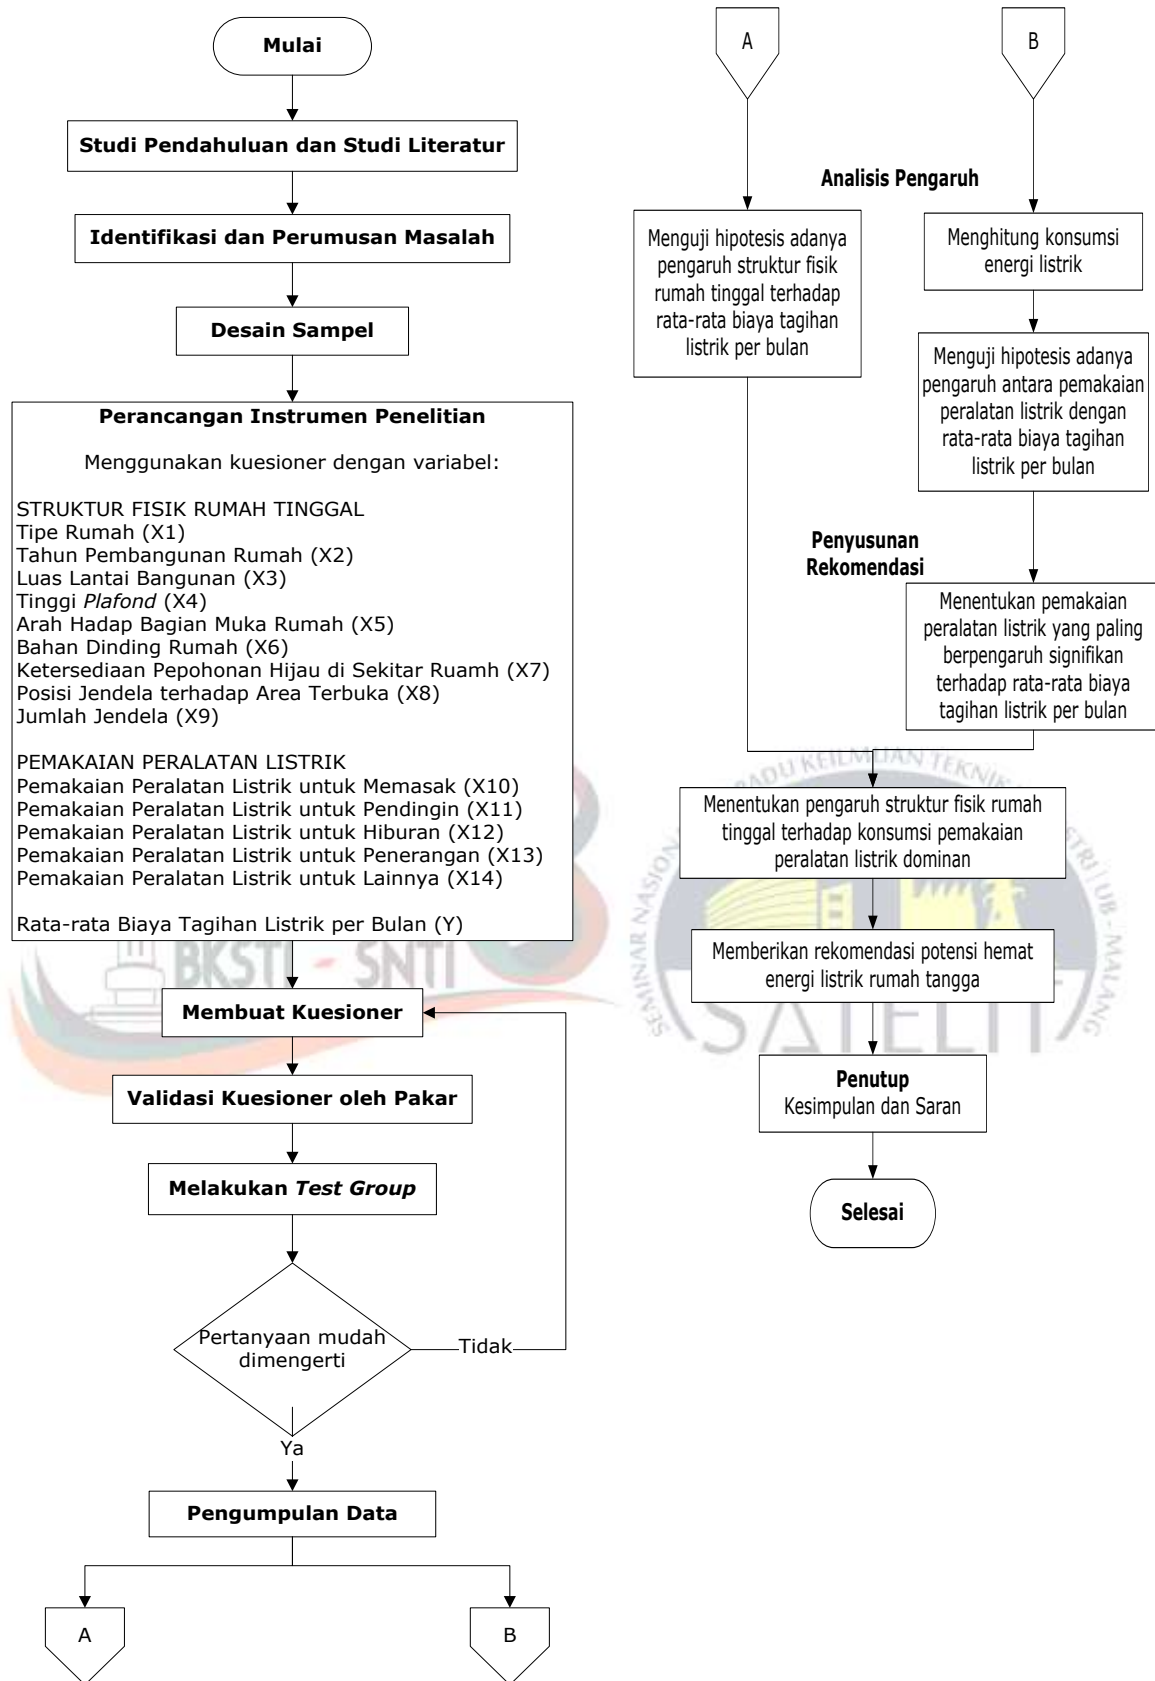 Mulai
Studi Pendahuluan dan Studi Literatur
Identifikasi dan Perumusan Masalah
Desain Sampel
Perancangan Instrumen Penelitian
Menggunakan kuesioner dengan variabel:
STRUKTUR FISIK RUMAH TINGGAL
Tipe Rumah (X1)
Tahun Pembangunan Rumah (X2)
Luas Lantai Bangunan (X3)
Tinggi Plafond (X4)
Arah Hadap Bagian Muka Rumah (X5)
Bahan Dinding Rumah (X6)
Ketersediaan Pepohonan Hijau di Sekitar Ruamh (X7)
Posisi Jendela terhadap Area Terbuka (X8)
Jumlah Jendela (X9)
PEMAKAIAN PERALATAN LISTRIK
Pemakaian Peralatan Listrik untuk Memasak (X10)
Pemakaian Peralatan Listrik untuk Pendingin (X11)
Pemakaian Peralatan Listrik untuk Hiburan (X12)
Pemakaian Peralatan Listrik untuk Penerangan (X13)
Pemakaian Peralatan Listrik untuk Lainnya (X14)
Rata-rata Biaya Tagihan Listrik per Bulan (Y)
BKSTI - SNTI
Membuat Kuesioner
Validasi Kuesioner oleh Pakar
Melakukan Test Group
Pertanyaan mudah
dimengerti
Tidak
Ya
Pengumpulan Data
A
B
A
B
Analisis Pengaruh
Menguji hipotesis adanya
pengaruh struktur fisik
rumah tinggal terhadap
rata-rata biaya tagihan
listrik per bulan
Menghitung konsumsi
energi listrik
Menguji hipotesis adanya
pengaruh antara pemakaian
peralatan listrik dengan
rata-rata biaya tagihan
listrik per bulan
Penyusunan
Rekomendasi
Menentukan pemakaian
peralatan listrik yang paling
berpengaruh signifikan
terhadap rata-rata biaya
tagihan listrik per bulan
Menentukan pengaruh struktur fisik rumah
tinggal terhadap konsumsi pemakaian
peralatan listrik dominan
Memberikan rekomendasi potensi hemat
energi listrik rumah tangga
Penutup
Kesimpulan dan Saran
Selesai
SEMINAR NASION
KEILMUAN TEKNIK
STRI | UB - MALANG
SATELIT